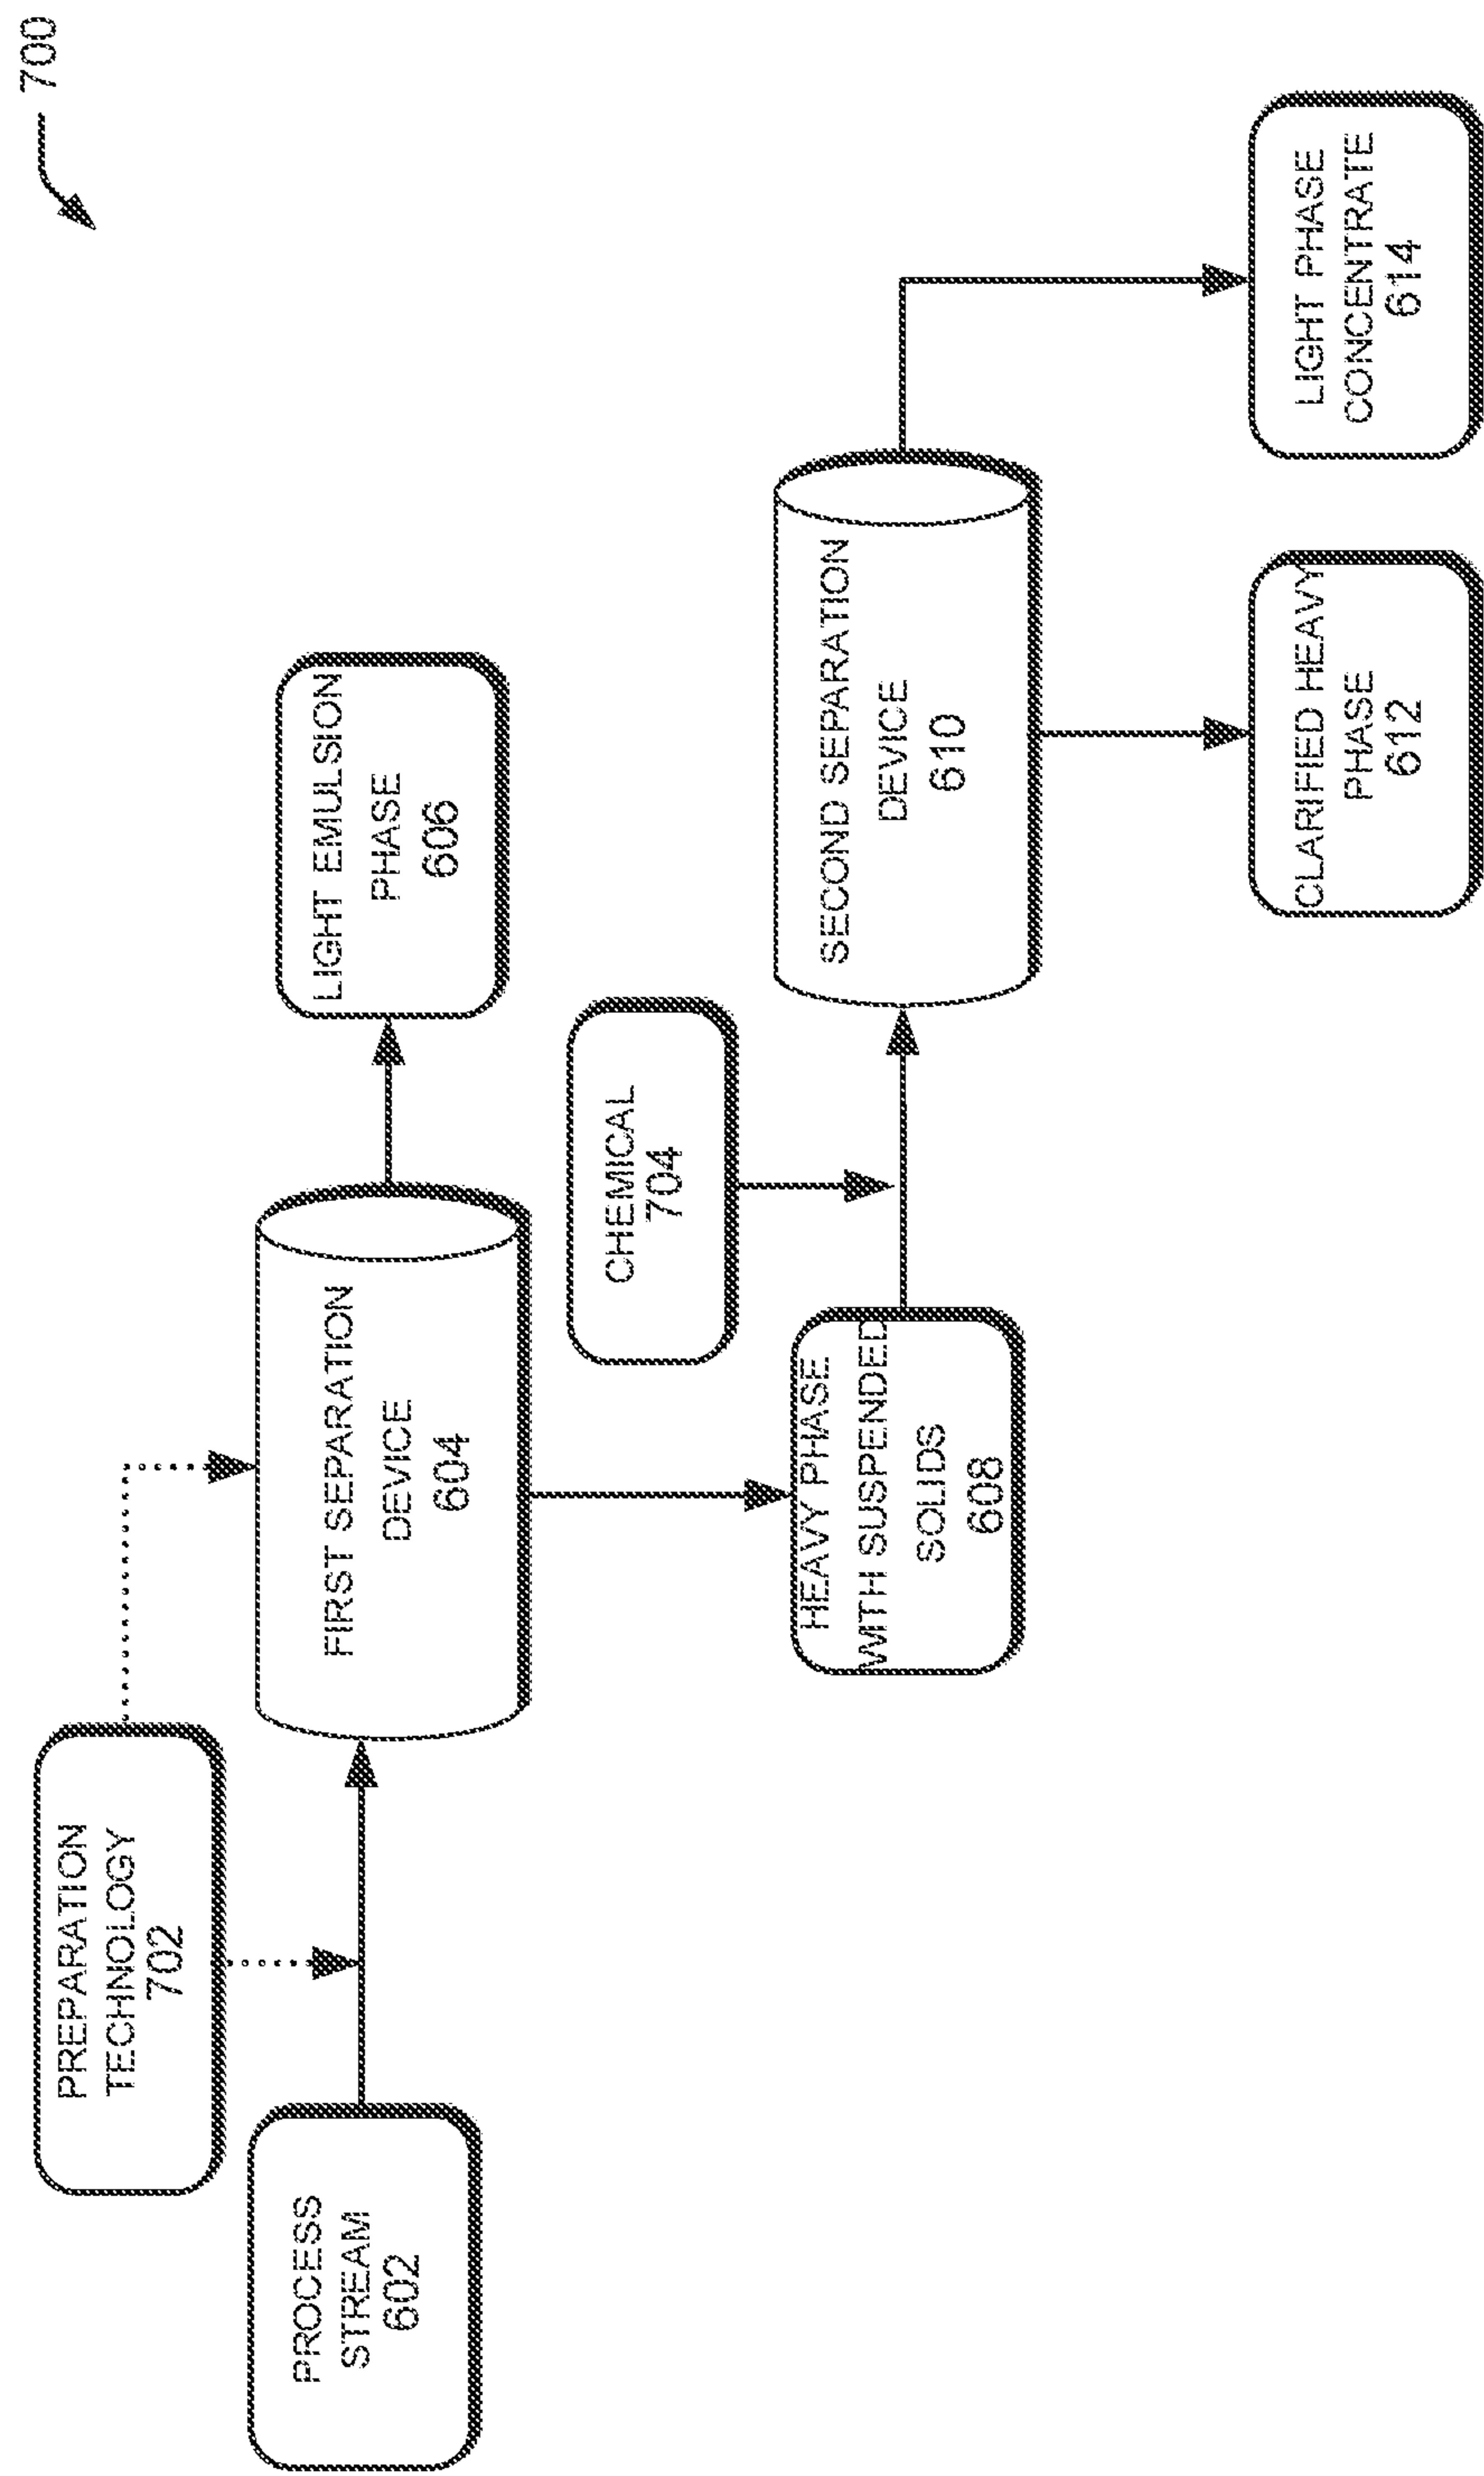 700
PREPARATION
TECHNOLOGY
702
PROCESS
STREAM
602
FIRST SEPARATION
DEVICE
604
LIGHT EMULSION
PHASE
606
CHEMICAL
704
HEAVY PHASE
WITH SUSPENDED
SOLIDS
608
SECOND SEPARATION
DEVICE
610
CLARIFIED HEAVY
PHASE
612
LIGHT PHASE
CONCENTRATE
614